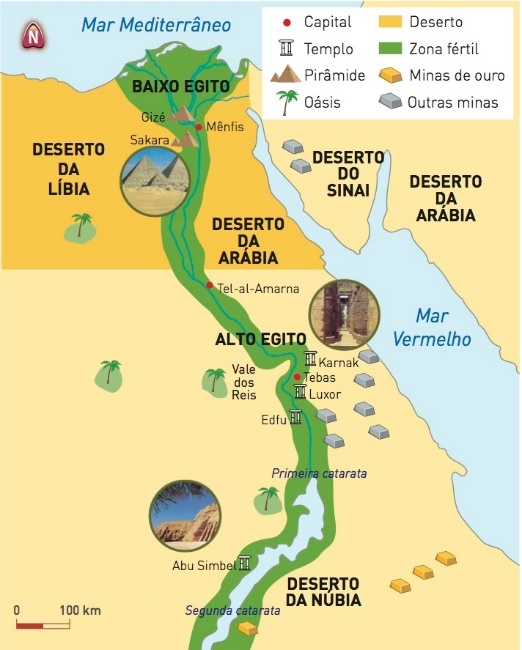 N
Mar Mediterrâneo
Capital
Templo
Pirâmide
Oásis
Deserto
Zona fértil
Minas de ouro
Outras minas
BAIXO EGITO
Gizé
Mênfis
Sakara
DESERTO
DA
LÍBIA
DESERTO
DO
SINAI
DESERTO
DA
ARÁBIA
DESERTO
DA
ARÁBIA
Tel-al-Amarna
Mar
Vermelho
ALTO EGITO
Karnak
Vale
dos
Reis
Tebas
Luxor
Edfu
Primeira catarata
Abu Simbel
DESERTO
DA NÚBIA
Segunda catarata
0 100 km